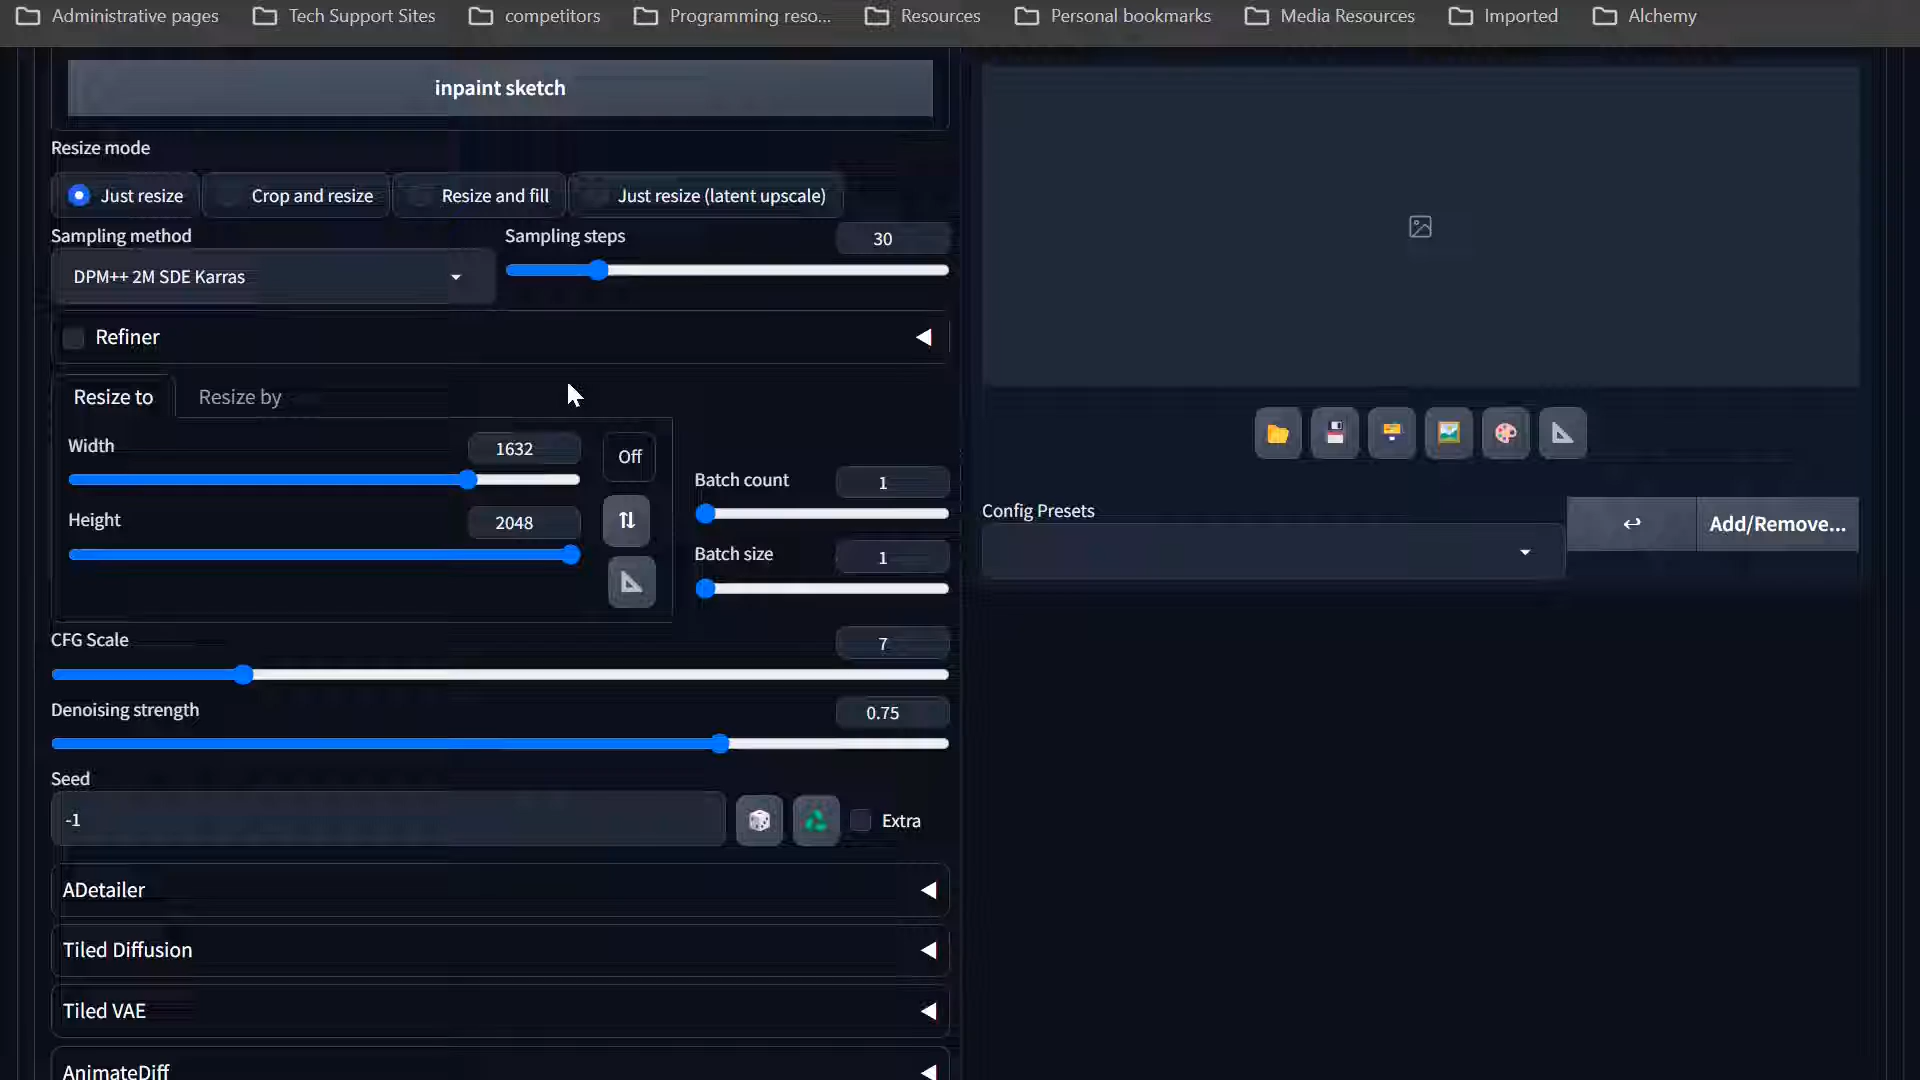 Administrative pages
Tech Support Sites
competitors
Programming reso...
Resources
Personal bookmarks
Media Resources
Imported
Alchemy
inpaint sketch
Resize mode
Just resize
Crop and resize
Resize and fill
Just resize (latent upscale)
Sampling method
Sampling steps
30
DPM++ 2M SDE Karras
Refiner
Resize to
Resize by
Width
1632
Off
Height
2048
Batch count
1
Batch size
1
CFG Scale
7
Denoising strength
0.75
Seed
-1
Extra
ADetailer
Tiled Diffusion
Tiled VAE
AnimateDiff
Config Presets
Add/Remove...